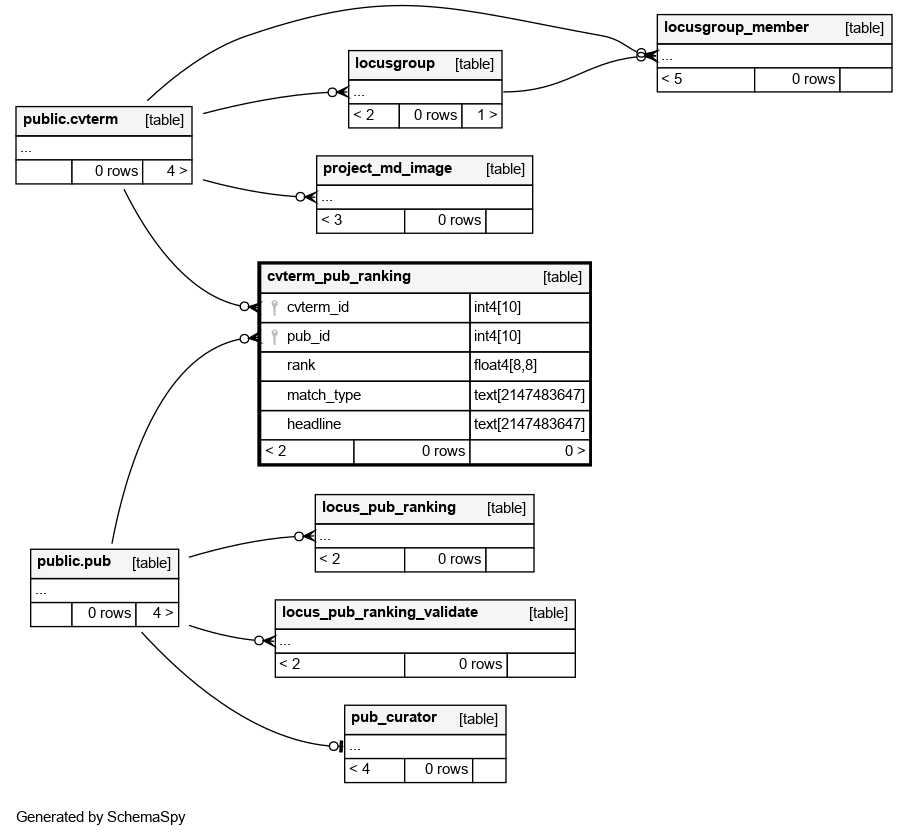 locusgroup_member [table]
...
< 5 0 rows
locusgroup [table]
...
< 2 0 rows 1 >
public.cvterm [table]
...
0 rows 4 >
project_md_image [table]
...
< 3 0 rows
cvterm_pub_ranking [table]
cvterm_id int4[10]
pub_id int4[10]
rank float4[8,8]
match_type text[2147483647]
headline text[2147483647]
< 2 0 rows 0 >
locus_pub_ranking [table]
...
< 2 0 rows
public.pub [table]
...
0 rows 4 >
locus_pub_ranking_validate [table]
...
< 2 0 rows
pub_curator [table]
...
< 4 0 rows
Generated by SchemaSpy